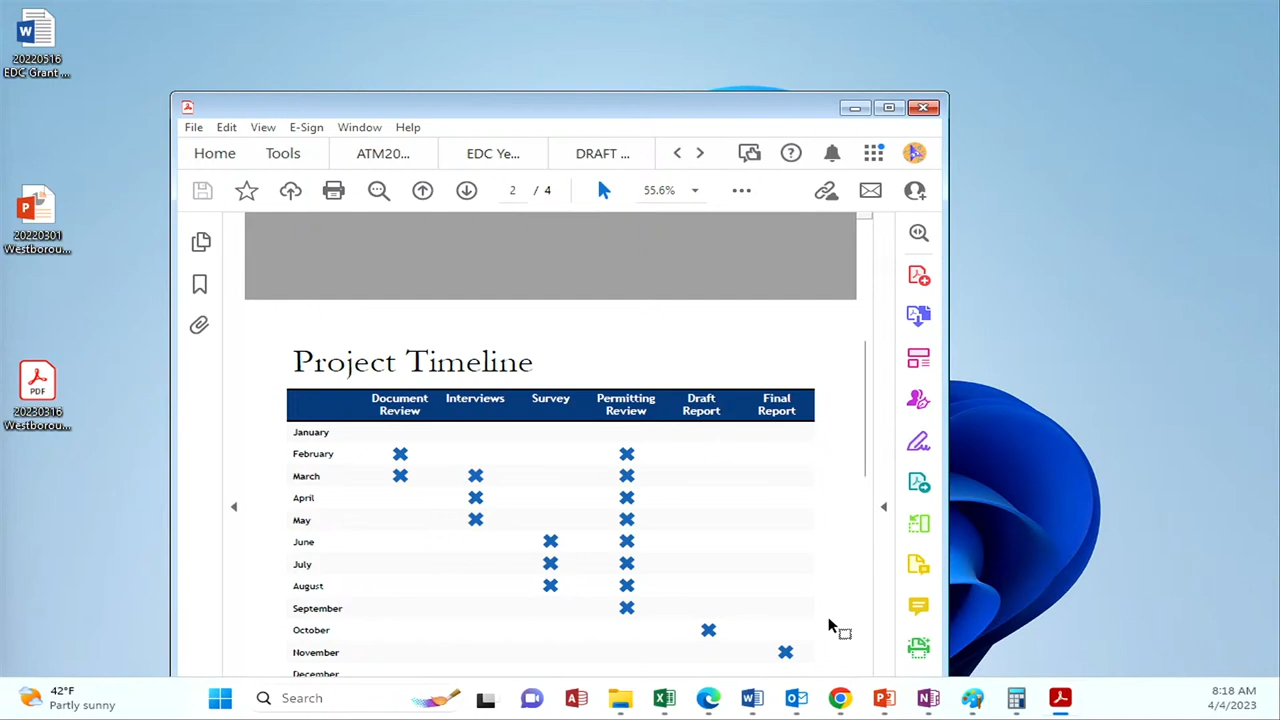 20220516
EDC Grant ...
20220301
Westborou...
PDF
20230316
Westborou...
File Edit View E-Sign Window Help
Home Tools ATM20... EDC Ye... DRAFT ...
2 / 4 55.6%
Project Timeline
Document Review Interviews Survey Permitting Review Draft Report Final Report
January
February
March
April
May
June
July
August
September
October
November
December
42°F
Partly sunny
Search
8:18 AM
4/4/2023